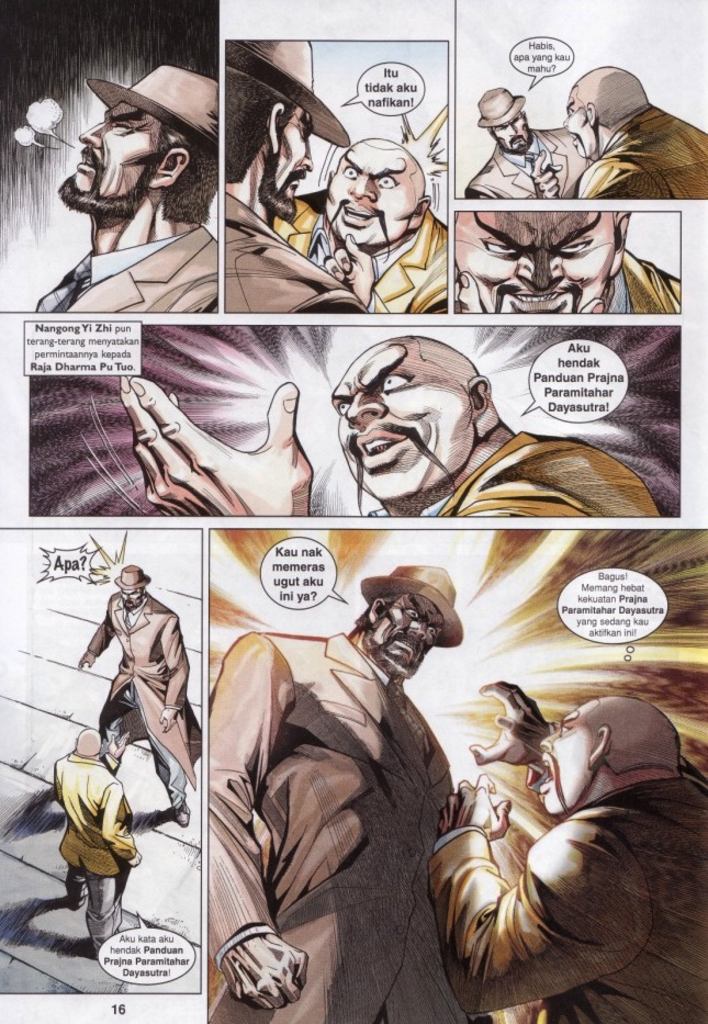 Itu
tidak aku
nafikan!
Habis,
apa yang kau
mahu?
Nangong Yi Zhi pun
terang-terang menyatakan
permintaannya kepada
Raja Dharma Pu Tuo.
Aku
hendak
Panduan Prajna
Paramitahar
Dayasutra!
Apa?
Aku kata aku
hendak Panduan
Prajna Paramitahar
Dayasutra!
Kau nak
memeras
ugut aku
ini ya?
Bagus!
Memang hebat
kekuatan Prajna
Paramitahar Dayasutra
yang sedang kau
aktifkan ini!
16